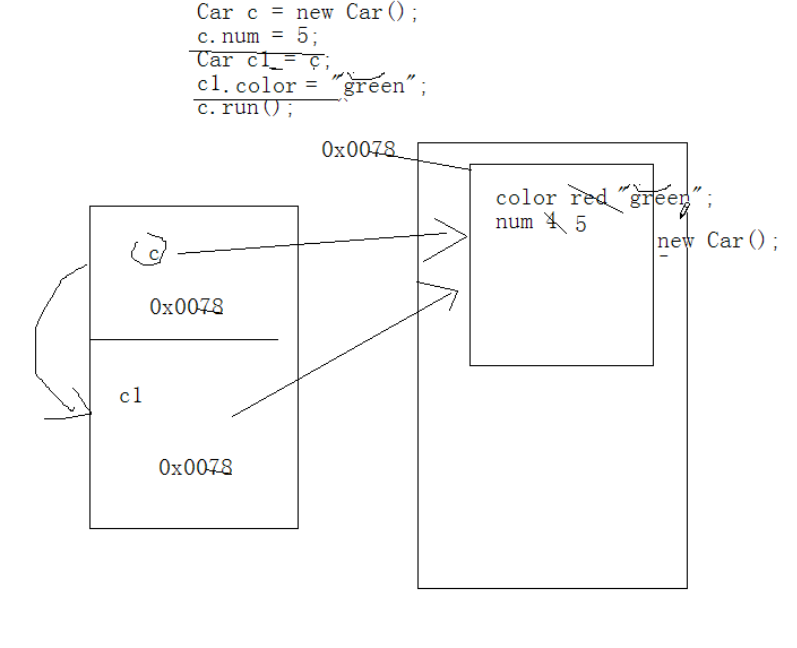 Car c = new Car();
c.num = 5;
Car c1 = c;
c1.color = "green";
c.run();
0x0078
color red "green";
num 4 5
new Car();
c
0x0078
c1
0x0078